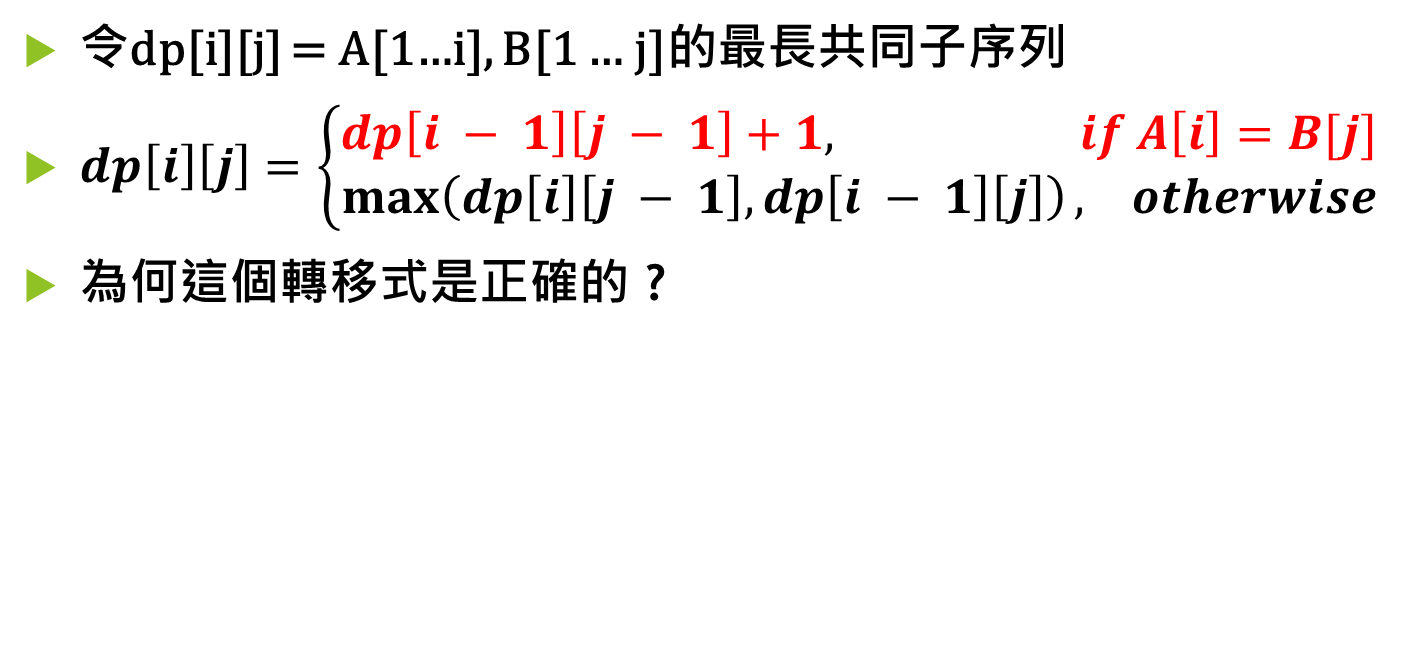 令dp[i][j] = A[1…i], B[1 … j]的最長共同子序列
dp[i][j] = { dp[i − 1][j − 1] + 1, if A[i] = B[j]
max(dp[i][j − 1], dp[i − 1][j]), otherwise
為何這個轉移式是正確的？